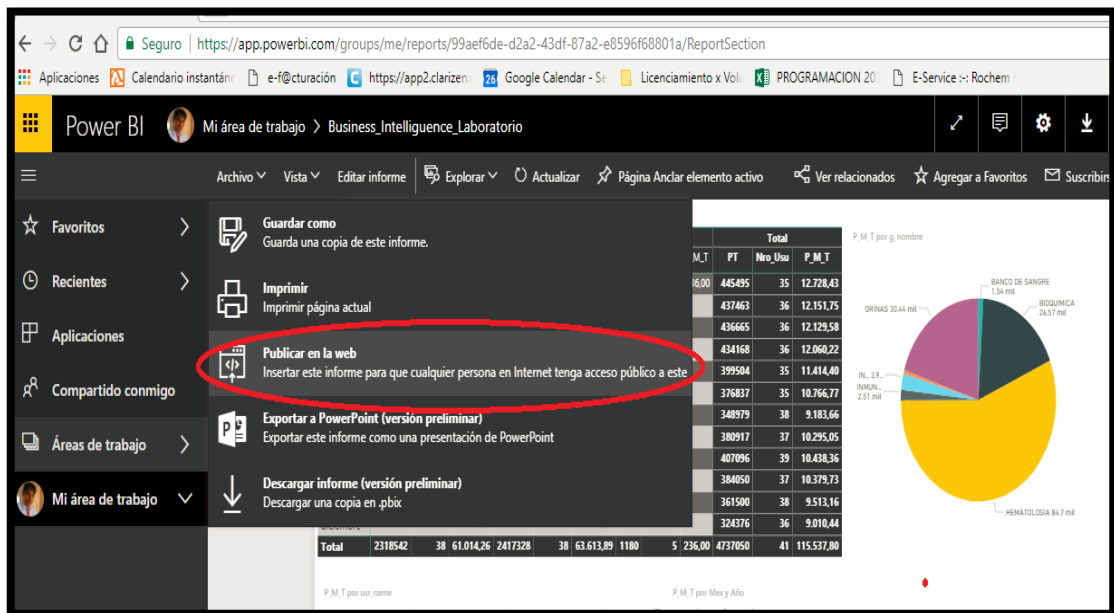 Seguro | https://app.powerbi.com/groups/me/reports/99aef6de-d2a2-43df-87a2-e8596f68801a/ReportSection
Aplicaciones Calendario instantáne e-f@cturación https://app2.clarizen. 26 Google Calendar - Se Licenciamiento x Volu PROGRAMACION 201 E-Service :-: Rochem
Power BI Mi área de trabajo > Business_Intelliguence_Laboratorio
Archivo Vista Editar informe Explorar Actualizar Página Anclar elemento activo Ver relacionados Agregar a Favoritos Suscribirs
Favoritos
Recientes
Aplicaciones
Compartido conmigo
Áreas de trabajo
Mi área de trabajo
Guardar como
Guarda una copia de este informe.
Imprimir
Imprimir página actual
Publicar en la web
Insertar este informe para que cualquier persona en Internet tenga acceso público a este
Exportar a PowerPoint (versión preliminar)
Exportar este informe como una presentación de PowerPoint
Descargar informe (versión preliminar)
Descargar una copia en .pbix
Total
M_T PT Nro_Usu P_M_T
36,00 445495 35 12.728,43
437463 36 12.151,75
436665 36 12.129,58
434168 36 12.060,22
399504 35 11.414,40
376837 35 10.766,77
348979 38 9.183,66
380917 37 10.295,05
407096 39 10.438,36
384050 37 10.379,73
361500 38 9.513,16
324376 36 9.010,44
Total 2318542 38 61.014,26 2417328 38 63.613,89 1180 5 236,00 4737050 41 115.537,80
P_M_T por g_nombre
BANCO DE SANGRE
1.54 mil
BIOQUIMICA
26.57 mil
ORINAS 30,44 mil
IN... 3,9...
INMUN...
2.51 mil
HEMATOLOGIA 84.7 mil
P_M_T por usr_name
P_M_T por Mes y Año